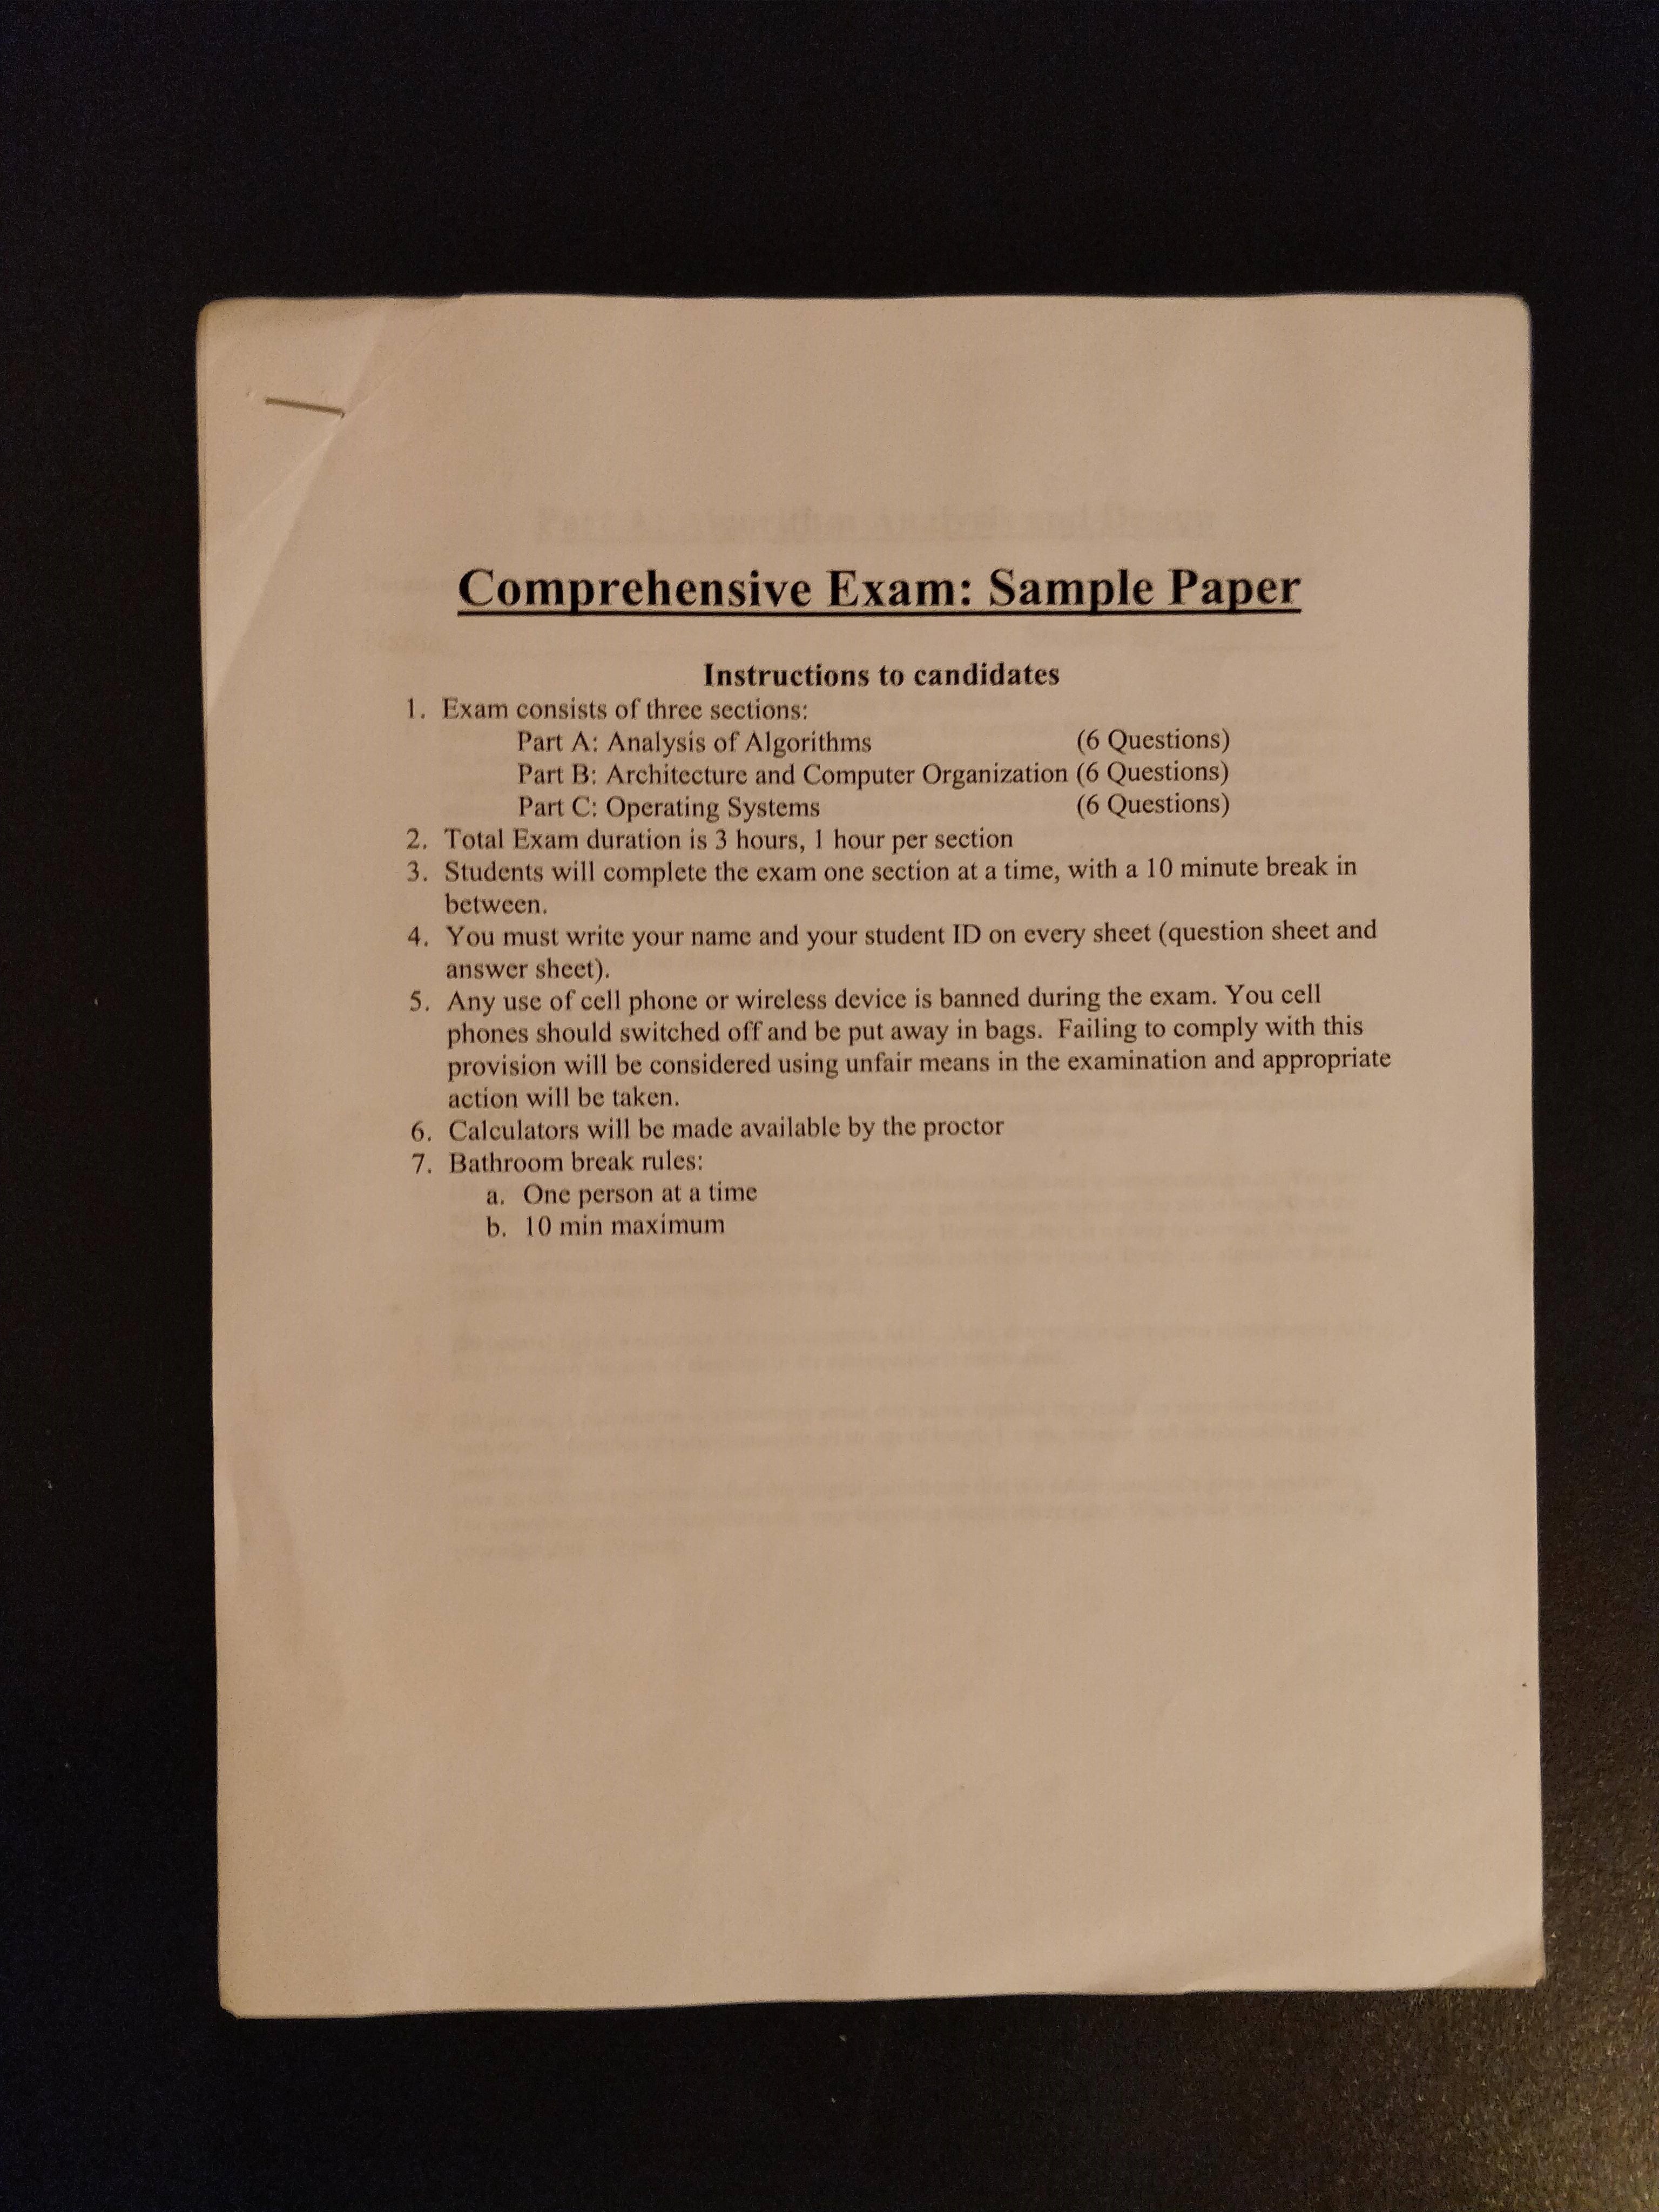 Comprehensive Exam: Sample Paper
Instructions to candidates
1. Exam consists of three sections:
Part A: Analysis of Algorithms (6 Questions)
Part B: Architecture and Computer Organization (6 Questions)
Part C: Operating Systems (6 Questions)
2. Total Exam duration is 3 hours, 1 hour per section
3. Students will complete the exam one section at a time, with a 10 minute break in
between.
4. You must write your name and your student ID on every sheet (question sheet and
answer sheet).
5. Any use of cell phone or wireless device is banned during the exam. You cell
phones should switched off and be put away in bags. Failing to comply with this
provision will be considered using unfair means in the examination and appropriate
action will be taken.
6. Calculators will be made available by the proctor
7. Bathroom break rules:
a. One person at a time
b. 10 min maximum